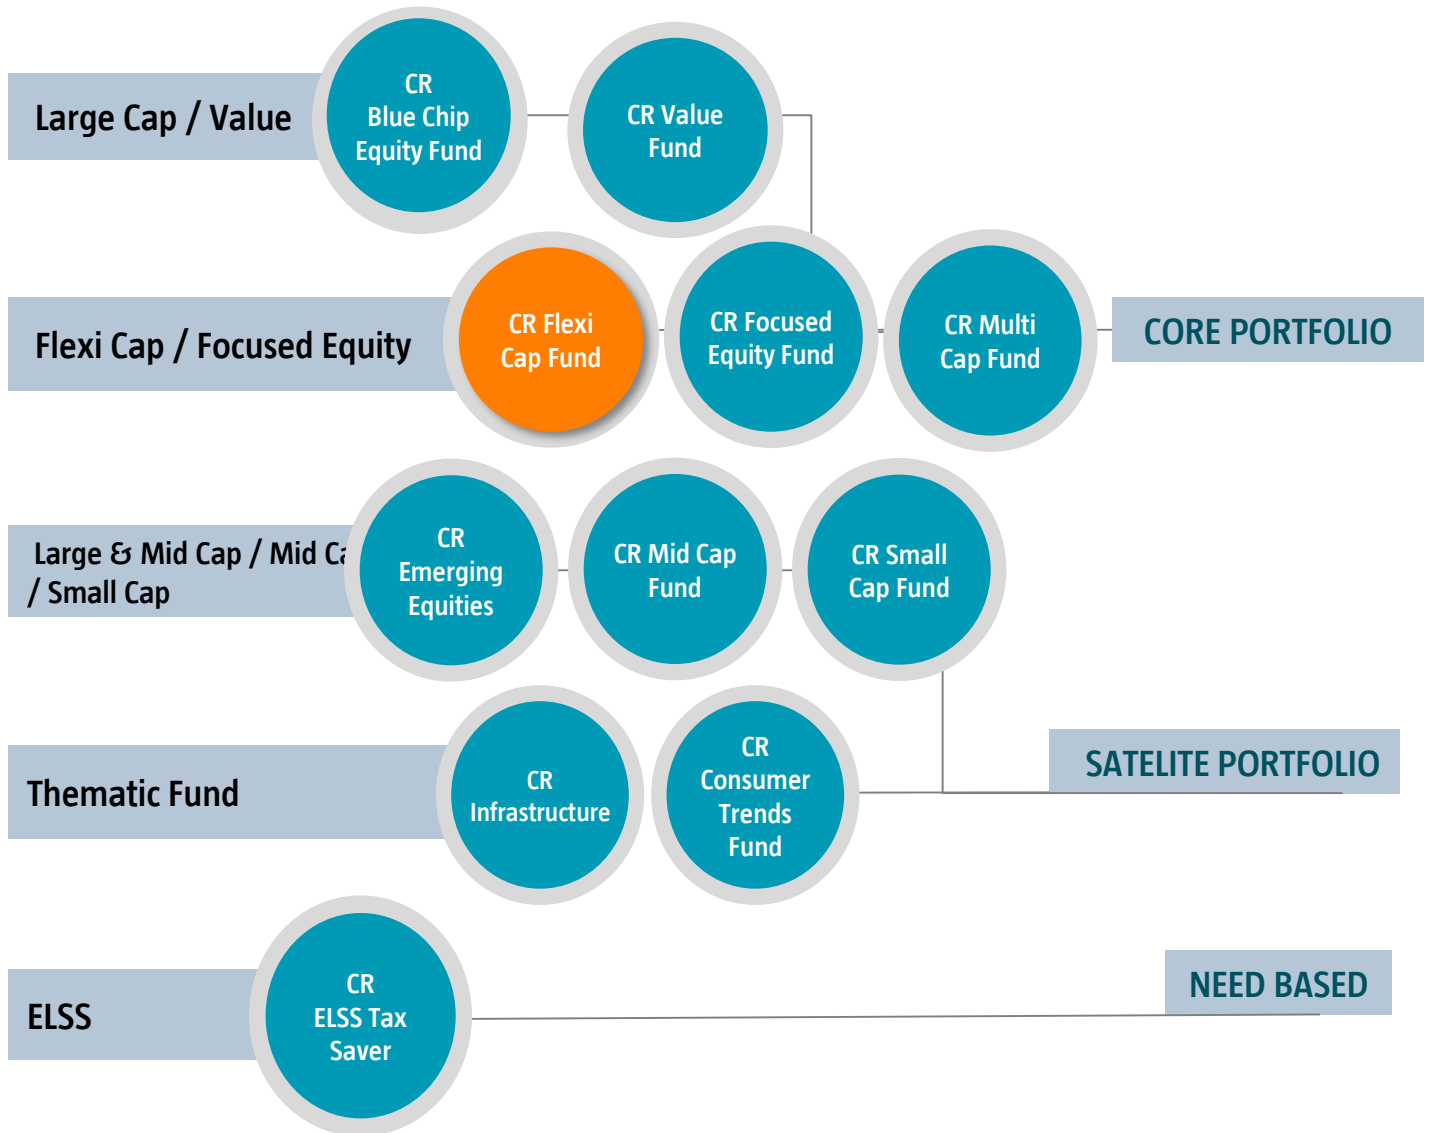 Large Cap / Value
CR
Blue Chip
Equity Fund
CR Value
Fund
Flexi Cap / Focused Equity
CR Flexi
Cap Fund
CR Focused
Equity Fund
CR Multi
Cap Fund
CORE PORTFOLIO
Large & Mid Cap / Mid Ca
/ Small Cap
CR
Emerging
Equities
CR Mid Cap
Fund
CR Small
Cap Fund
Thematic Fund
CR
Infrastructure
CR
Consumer
Trends
Fund
SATELITE PORTFOLIO
ELSS
CR
ELSS Tax
Saver
NEED BASED